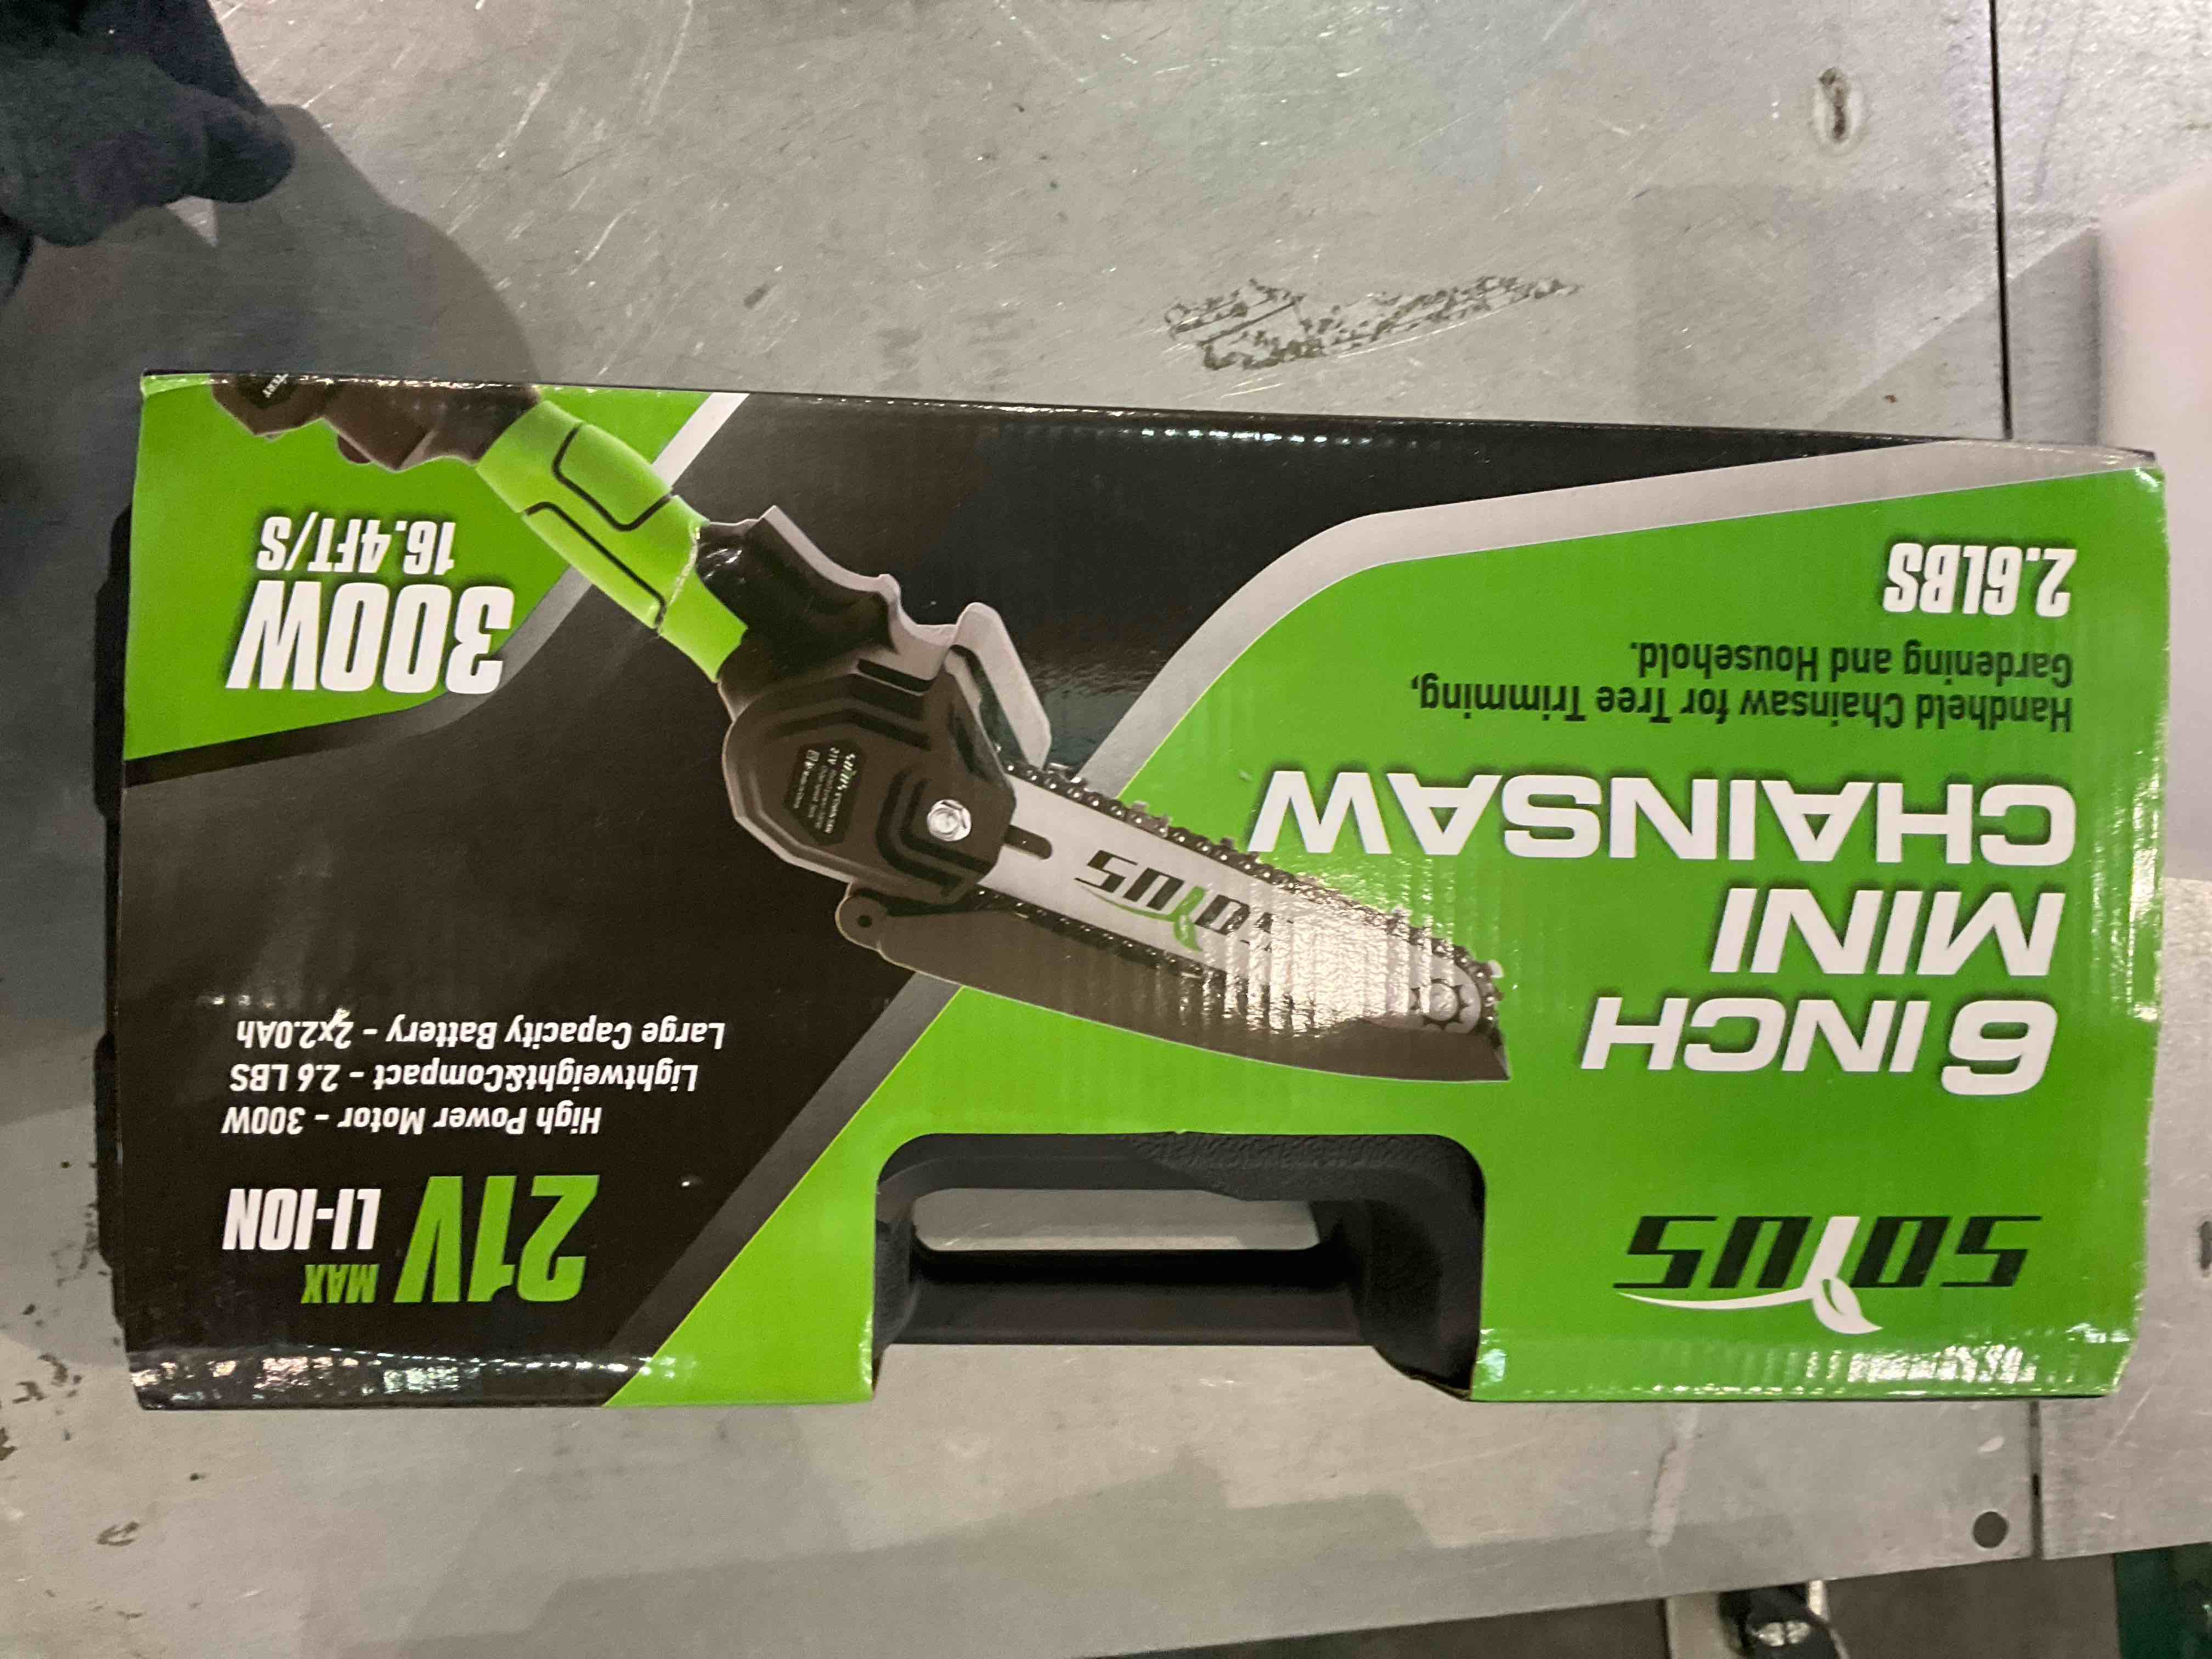 SOYUS
6 INCH
MINI
CHAINSAW
Handheld Chainsaw for Tree Trimming,
Gardening and Household.
2.6LBS
SOYUS
21V MAX LI-ION
High Power Motor - 300W
Lightweight&Compact - 2.6 LBS
Large Capacity Battery - 2x2.0Ah
300W
16.4FT/S